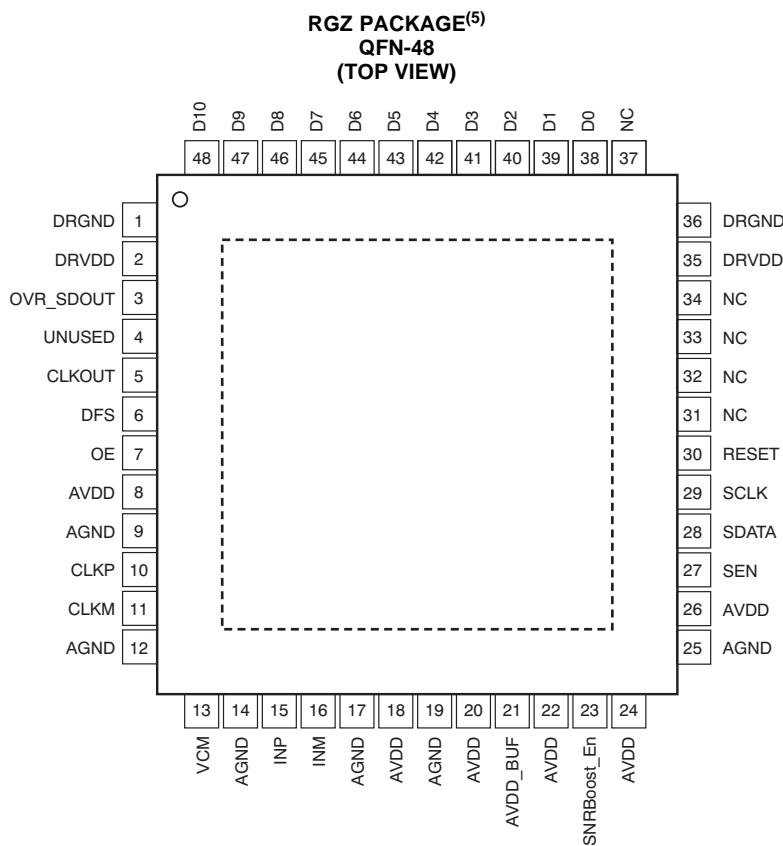 RGZ PACKAGE(5)
QFN-48
(TOP VIEW)
D10 D9 D8 D7 D6 D5 D4 D3 D2 D1 D0 NC
48 47 46 45 44 43 42 41 40 39 38 37
DRGND 1 36 DRGND
DRVDD 2 35 DRVDD
OVR_SDOUT 3 34 NC
UNUSED 4 33 NC
CLKOUT 5 32 NC
DFS 6 31 NC
OE 7 30 RESET
AVDD 8 29 SCLK
AGND 9 28 SDATA
CLKP 10 27 SEN
CLKM 11 26 AVDD
AGND 12 25 AGND
13 14 15 16 17 18 19 20 21 22 23 24
VCM AGND INP INM AGND AVDD AGND AVDD AVDD_BUF AVDD SNRBoost_En AVDD